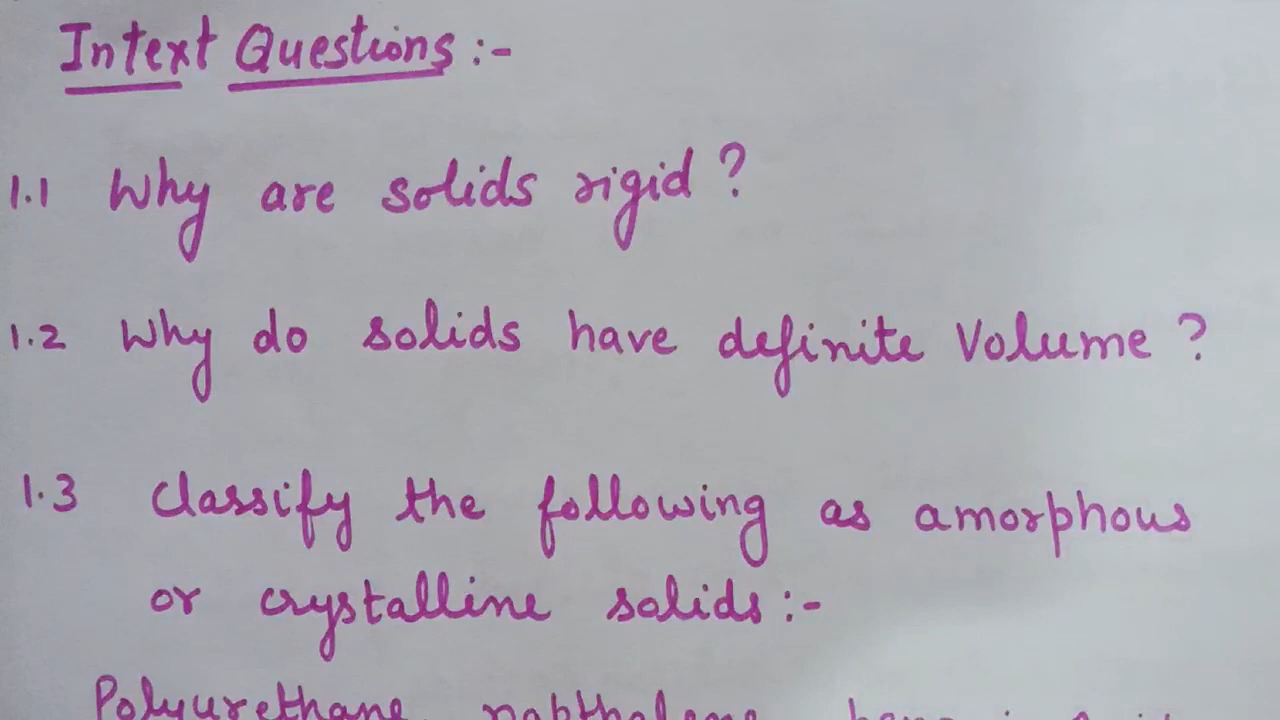 Intext Questions :-
1.1 Why are solids rigid ?
1.2 Why do solids have definite Volume ?
1.3 Classify the following as amorphous
or crystalline solids :-
Polyurethane, napthalene,